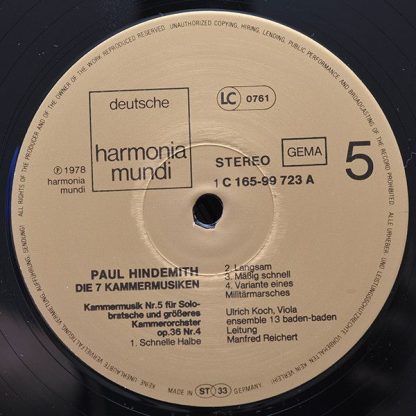 ALL RIGHTS OF THE PRODUCER AND OF THE OWNER OF THE WORK REPRODUCED RESERVED. UNAUTHORIZED COPYING, HIRING, LENDING, PUBLIC PERFORMANCE AND BROADCASTING OF THE RECORD PROHIBITED
deutsche
harmonia
mundi
LC 0761
℗ 1978
harmonia
mundi
STEREO GEMA
1 C 165-99 723 A
5
PAUL HINDEMITH
DIE 7 KAMMERMUSIKEN
Kammermusik Nr.5 für Solo-
bratsche und größeres
Kammerorchster
op.36 Nr.4
1. Schnelle Halbe
2. Langsam
3. Mäßig schnell
4. Variante eines
Militärmarsches
Ulrich Koch, Viola
ensemble 13 baden-baden
Leitung
Manfred Reichert
MADE IN ST 33 GERMANY